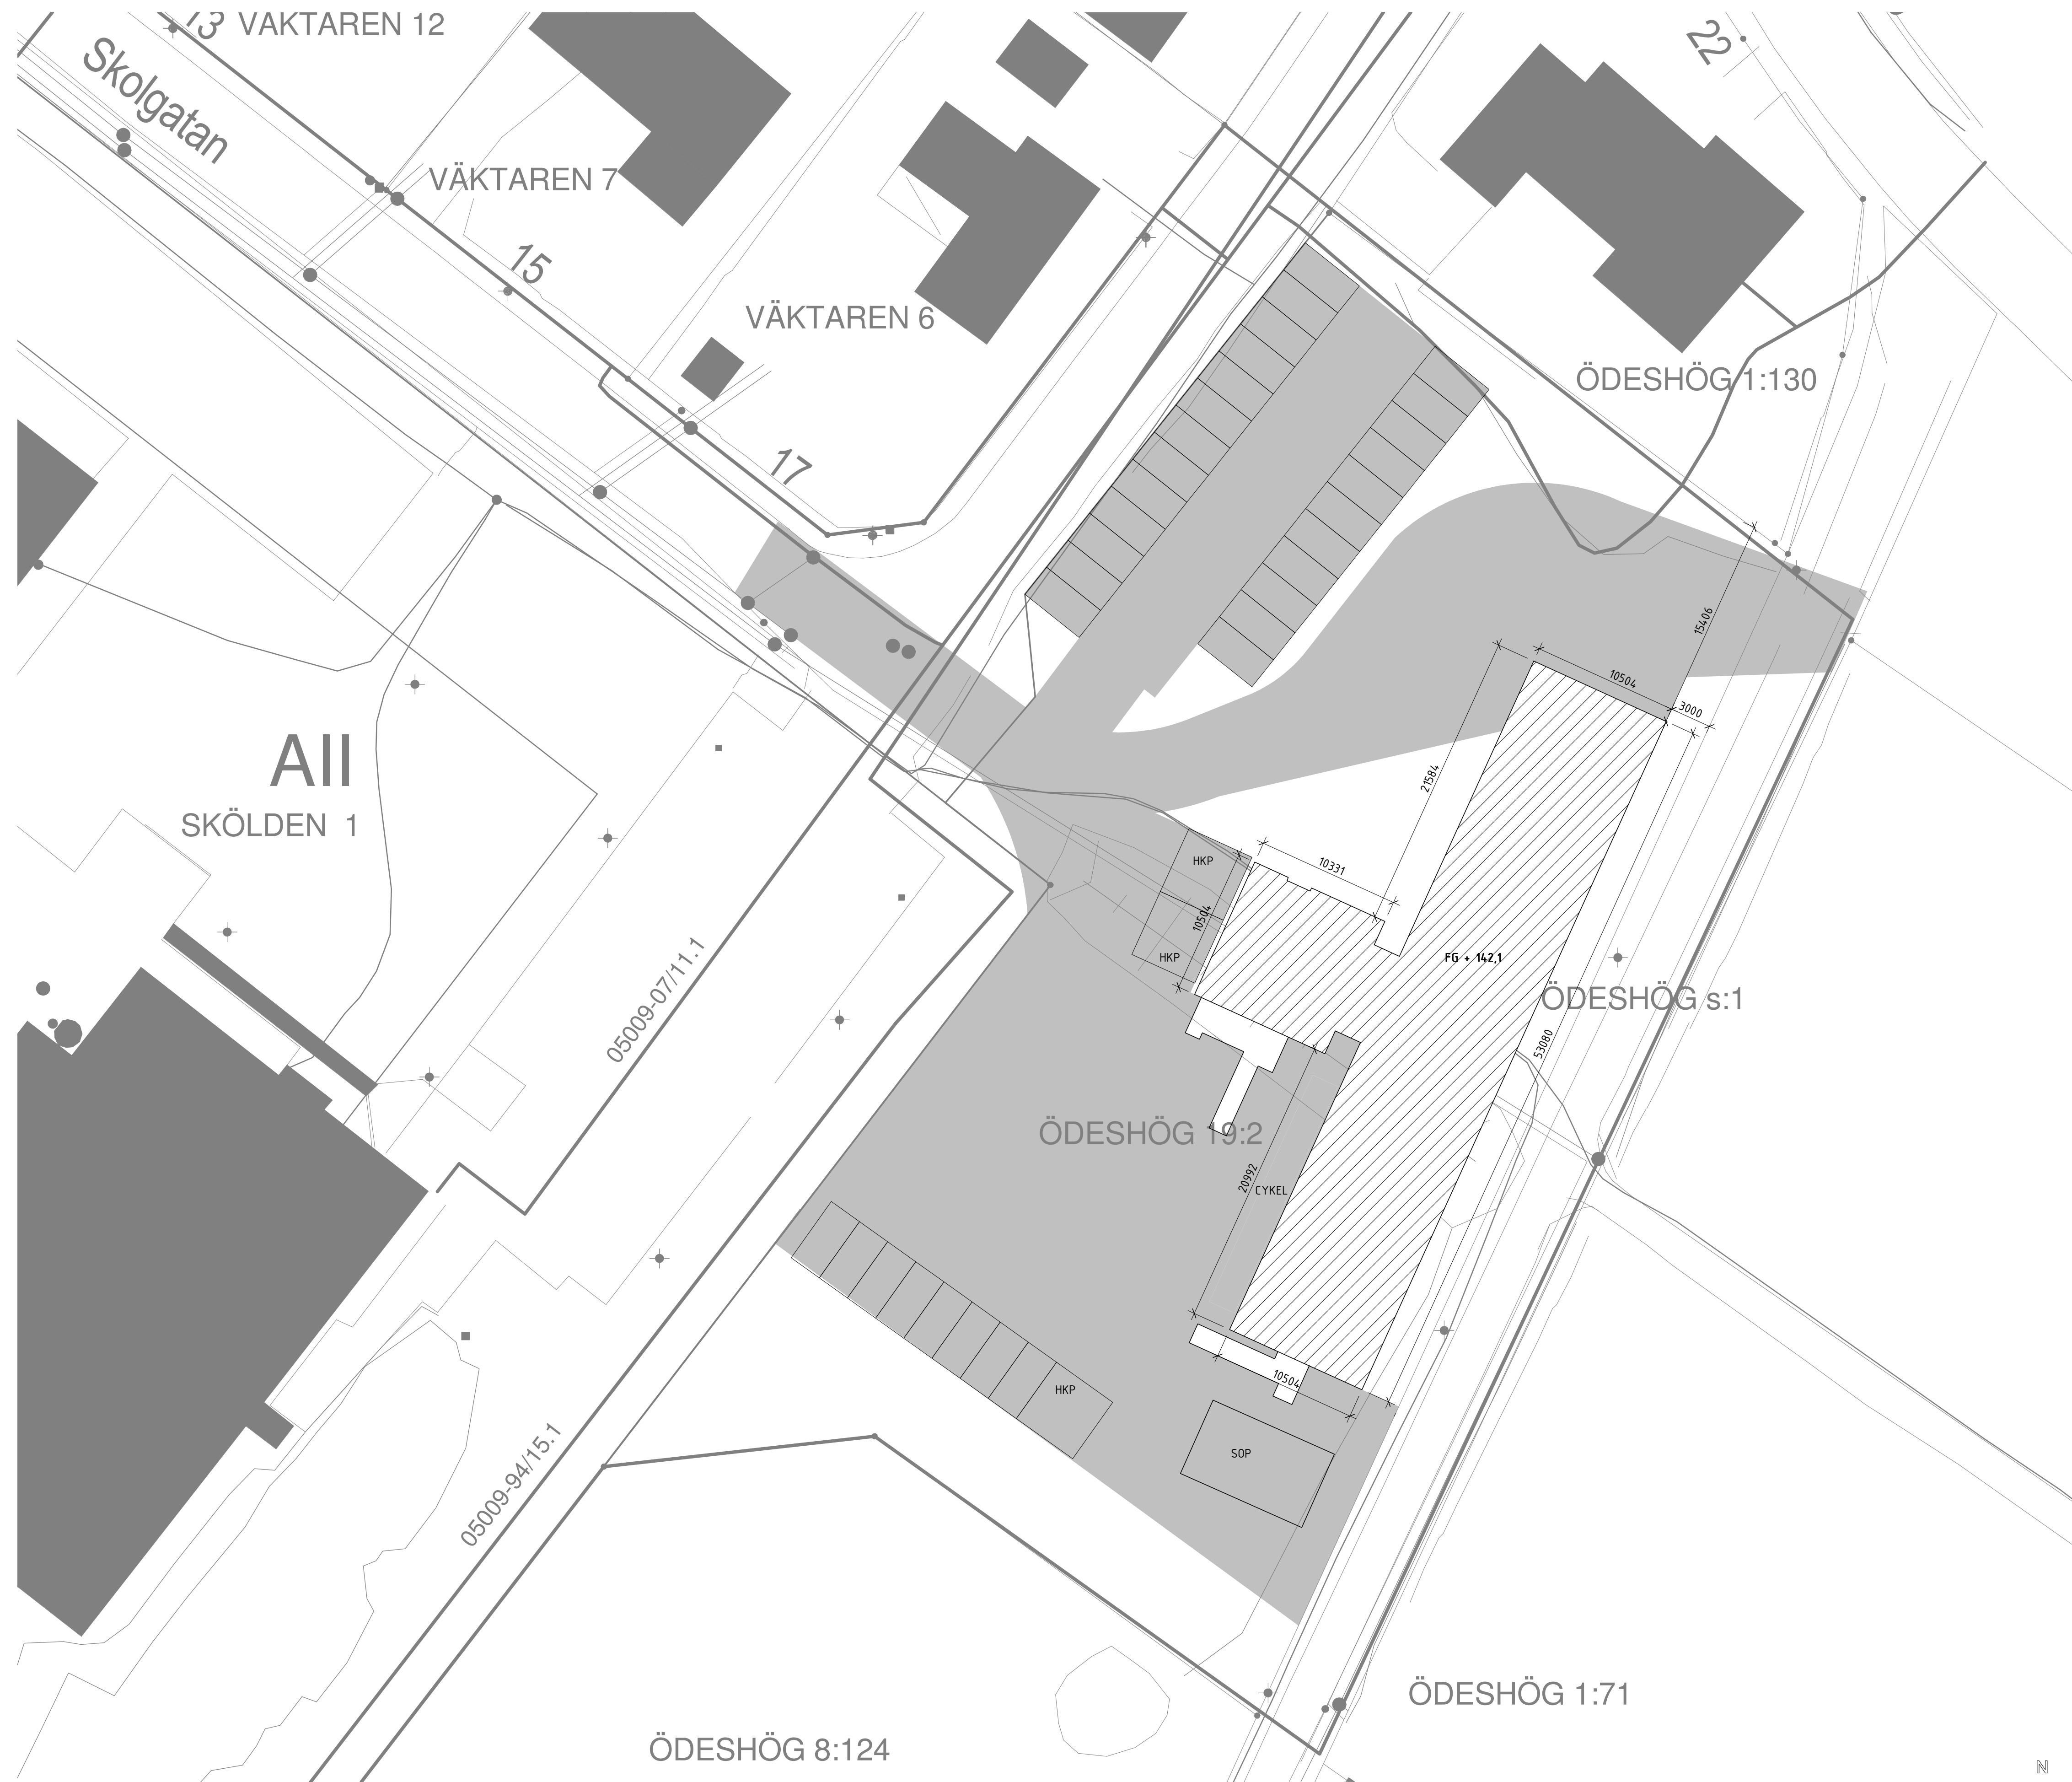 13
VÄKTAREN 12
22
Skolgatan
VÄKTAREN 7
15
VÄKTAREN 6
ÖDESHÖG 1:130
17
15406
10504
3000
21584
AII
SKÖLDEN 1
HKP
10331
10504
HKP
FG + 142,1
05009-07/11.1
ÖDESHÖG s:1
53080
ÖDESHÖG 19:2
20992
CYKEL
10504
HKP
SOP
05009-94/15.1
ÖDESHÖG 1:71
ÖDESHÖG 8:124
N